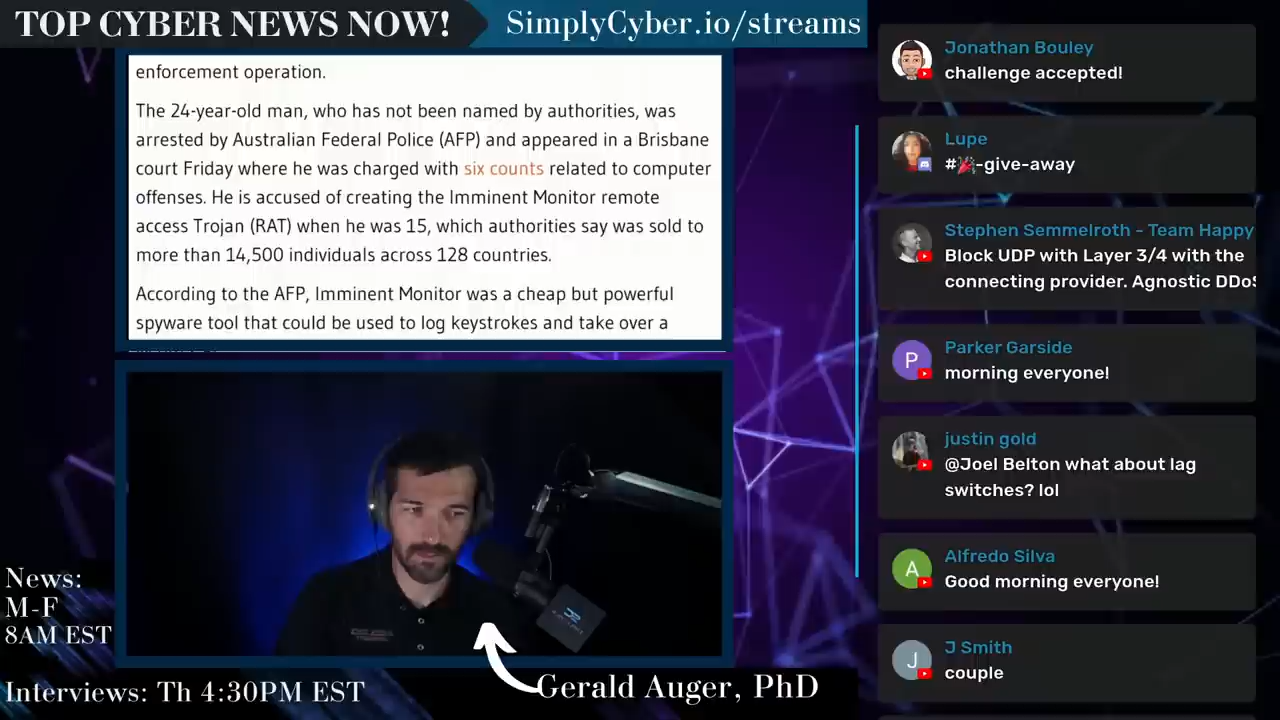 TOP CYBER NEWS NOW!
SimplyCyber.io/streams
enforcement operation.
The 24-year-old man, who has not been named by authorities, was
arrested by Australian Federal Police (AFP) and appeared in a Brisbane
court Friday where he was charged with six counts related to computer
offenses. He is accused of creating the Imminent Monitor remote
access Trojan (RAT) when he was 15, which authorities say was sold to
more than 14,500 individuals across 128 countries.
According to the AFP, Imminent Monitor was a cheap but powerful
spyware tool that could be used to log keystrokes and take over a
News:
M-F
8AM EST
Interviews: Th 4:30PM EST
Gerald Auger, PhD
Jonathan Bouley
challenge accepted!
Lupe
#🎉-give-away
Stephen Semmelroth - Team Happy
Block UDP with Layer 3/4 with the
connecting provider. Agnostic DDoS
P
Parker Garside
morning everyone!
justin gold
@Joel Belton what about lag
switches? lol
A
Alfredo Silva
Good morning everyone!
J
J Smith
couple